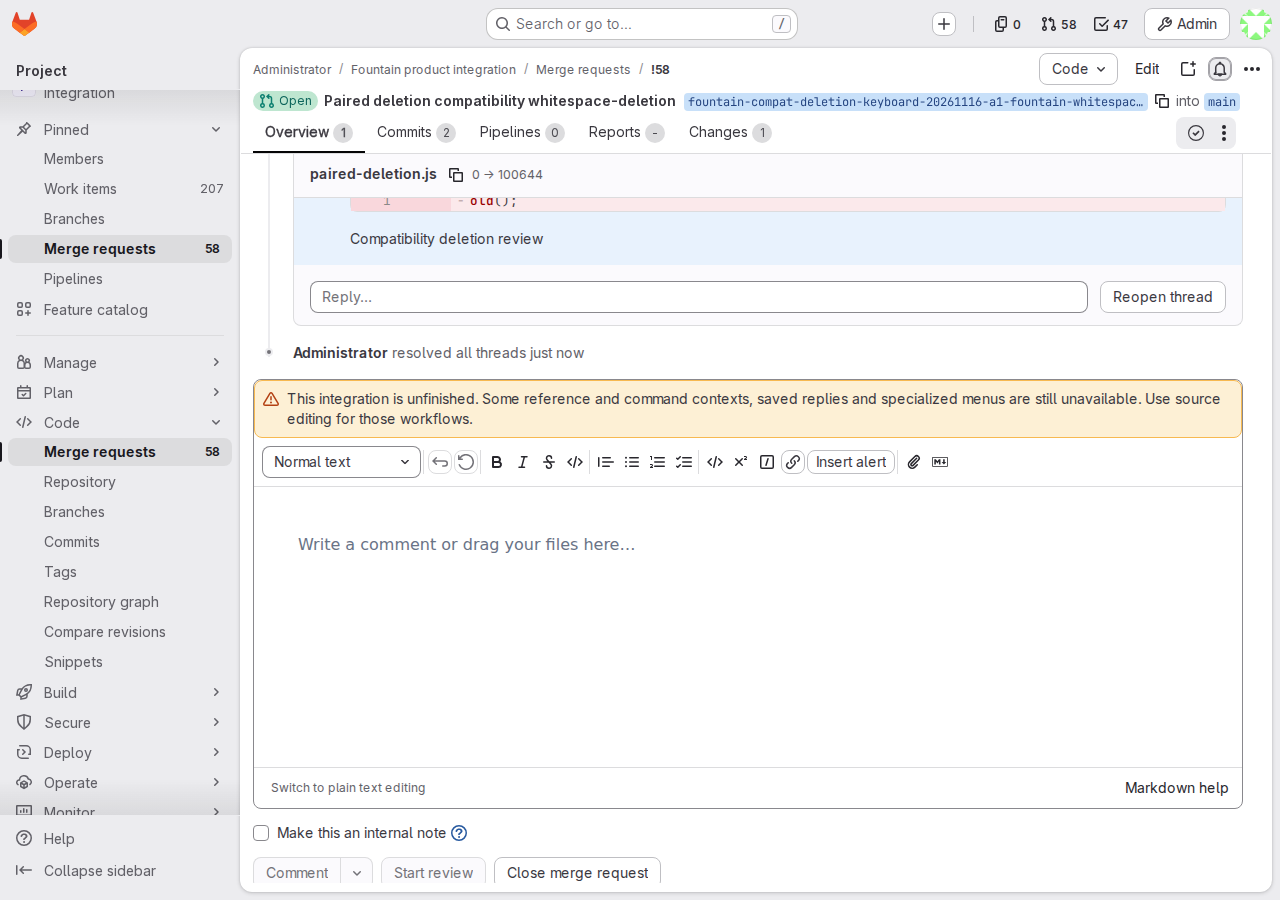 Search or go to...
/
0
58
47
Admin
Project
Integration
Pinned
Members
Work items 207
Branches
Merge requests 58
Pipelines
Feature catalog
Manage
Plan
Code
Merge requests 58
Repository
Branches
Commits
Tags
Repository graph
Compare revisions
Snippets
Build
Secure
Deploy
Operate
Monitor
Help
Collapse sidebar
Administrator / Fountain product integration / Merge requests / !58
Code
Edit
Open Paired deletion compatibility whitespace-deletion fountain-compat-deletion-keyboard-20261116-a1-fountain-whitespac... into main
Overview 1
Commits 2
Pipelines 0
Reports -
Changes 1
paired-deletion.js 0 → 100644
1 - old();
Compatibility deletion review
Reply...
Reopen thread
Administrator resolved all threads just now
This integration is unfinished. Some reference and command contexts, saved replies and specialized menus are still unavailable. Use source
editing for those workflows.
Normal text
Insert alert
Write a comment or drag your files here...
Switch to plain text editing
Markdown help
Make this an internal note
Comment
Start review
Close merge request